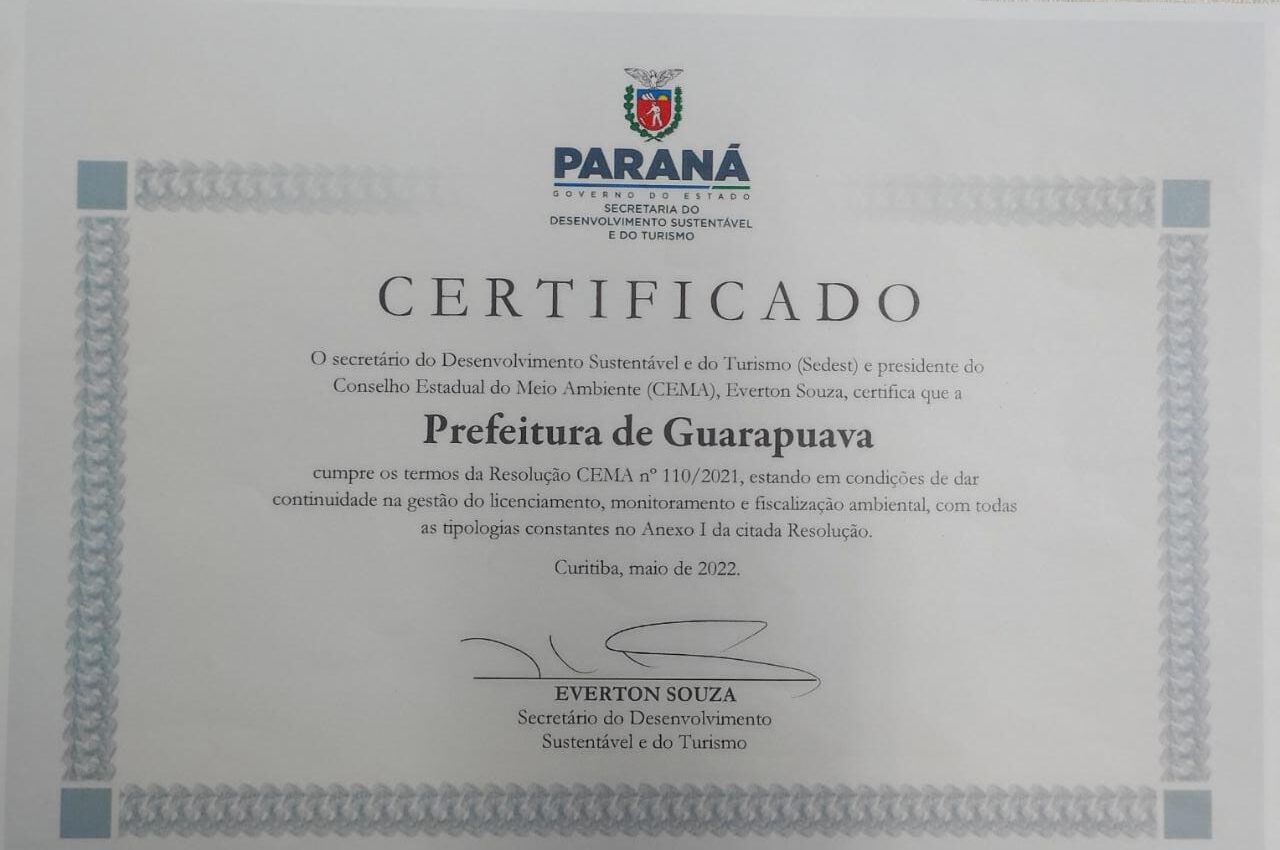 PARANÁ
GOVERNO DO ESTADO
SECRETARIA DO
DESENVOLVIMENTO SUSTENTÁVEL
E DO TURISMO
CERTIFICADO
O secretário do Desenvolvimento Sustentável e do Turismo (Sedest) e presidente do
Conselho Estadual do Meio Ambiente (CEMA), Everton Souza, certifica que a
Prefeitura de Guarapuava
cumpre os termos da Resolução CEMA nº 110/2021, estando em condições de dar
continuidade na gestão do licenciamento, monitoramento e fiscalização ambiental, com todas
as tipologias constantes no Anexo I da citada Resolução.
Curitiba, maio de 2022.
EVERTON SOUZA
Secretário do Desenvolvimento
Sustentável e do Turismo